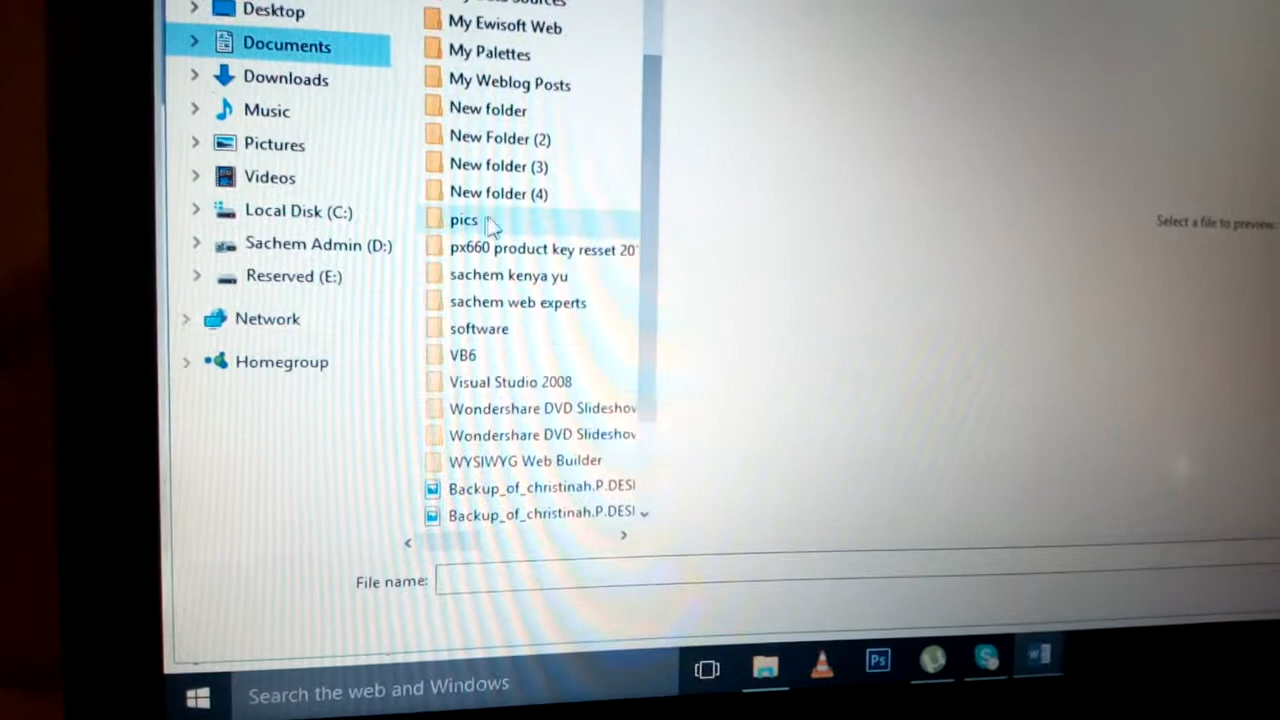 Desktop
Documents
Downloads
Music
Pictures
Videos
Local Disk (C:)
Sachem Admin (D:)
Reserved (E:)
Network
Homegroup
My Ewisoft Web
My Palettes
My Weblog Posts
New folder
New Folder (2)
New folder (3)
New folder (4)
pics
px660 product key resset 20
sachem kenya yu
sachem web experts
software
VB6
Visual Studio 2008
Wondershare DVD Slideshov
Wondershare DVD Slideshov
WYSIWYG Web Builder
Backup_of_christinah.P.DESI
Backup_of_christinah.P.DESI
Select a file to preview.
File name:
Search the web and Windows
Ps